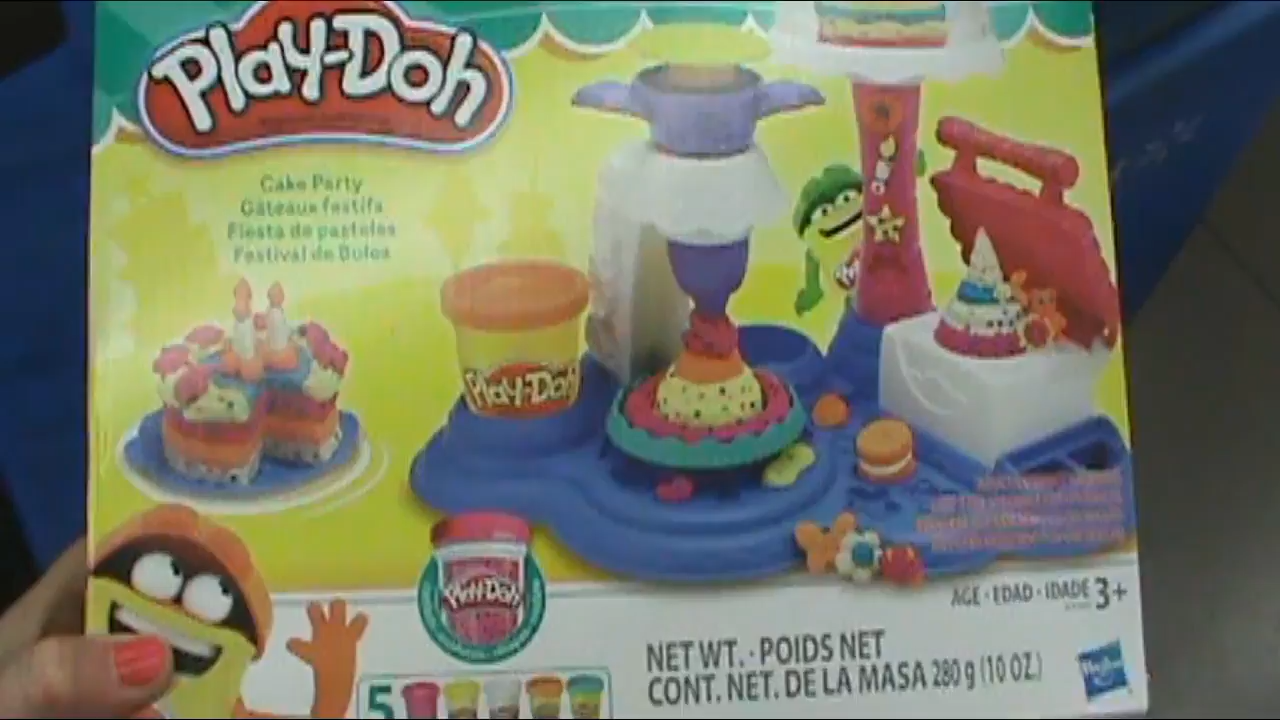 Play-Doh
Cake Party
Gâteaux festifs
Fiesta de pasteles
Festival de Bolos
Play-Doh
Play-Doh
AGE · EDAD · IDADE 3+
NET WT. · POIDS NET
CONT. NET. DE LA MASA 280 g (10 OZ.)
Hasbro
5